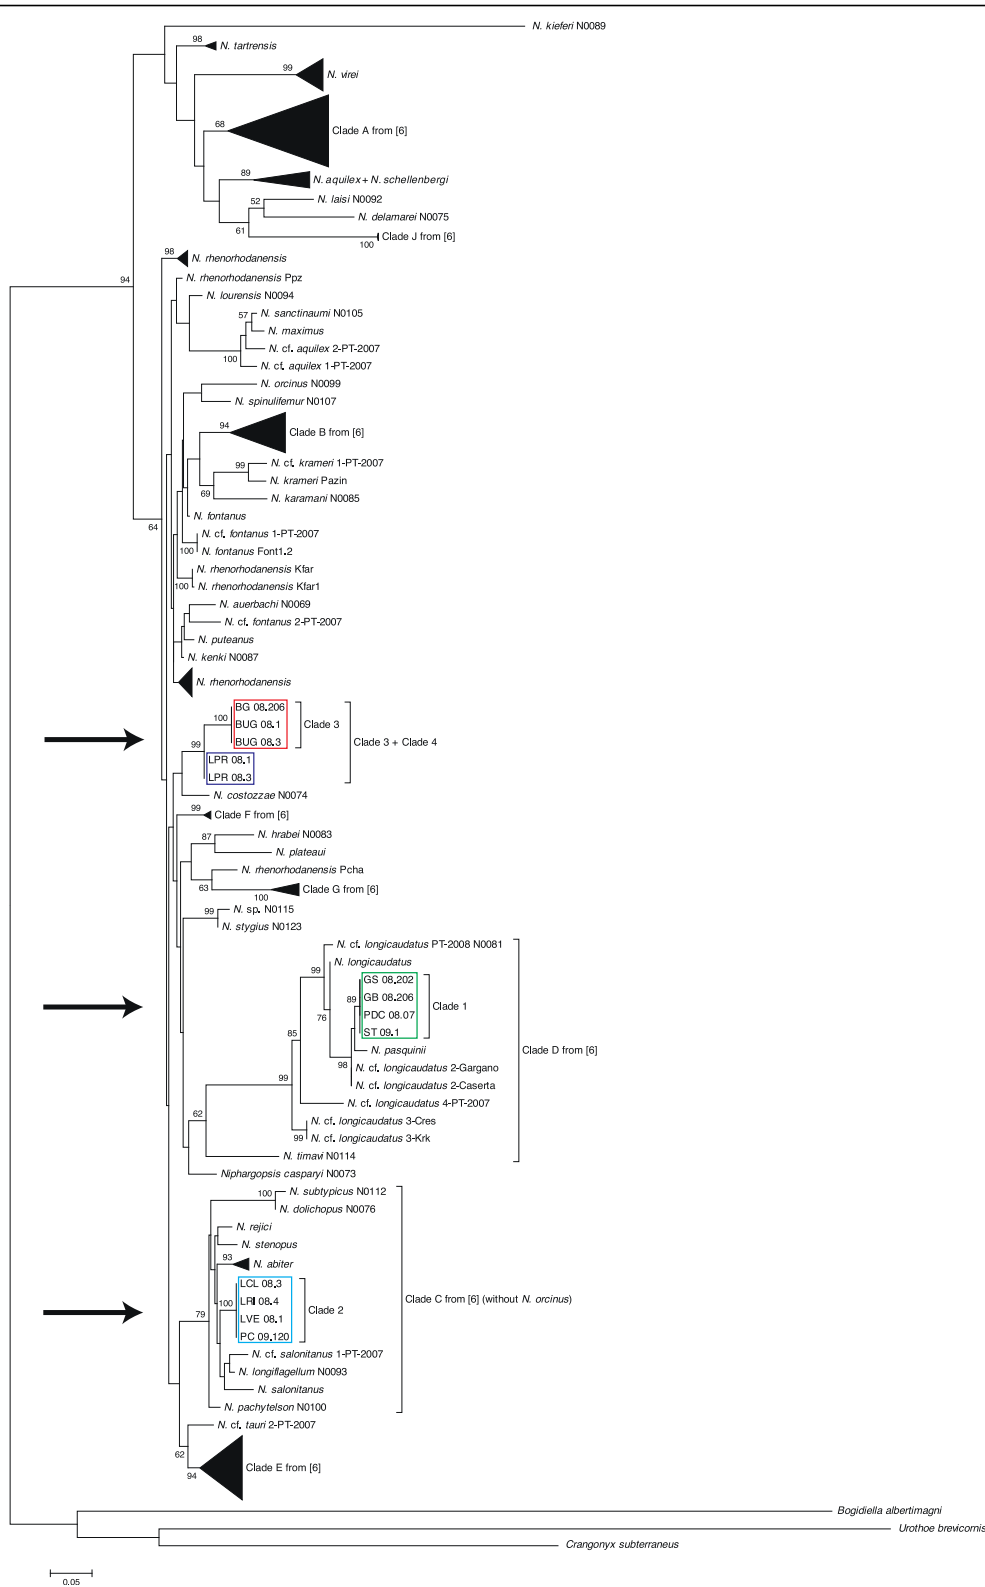 N. kieferi N0089
98 N. tartrensis
99 N. virei
68 Clade A from [6]
89 N. aquilex + N. schellenbergi
52 N. laisi N0092
N. delamarei N0075
61
Clade J from [6]
100
98 N. rhenorhodanensis
94
N. rhenorhodanensis Ppz
N. lourensis N0094
57 N. sanctinaumi N0105
N. maximus
N. cf. aquilex 2-PT-2007
100
N. cf. aquilex 1-PT-2007
N. orcinus N0099
N. spinulifemur N0107
94 Clade B from [6]
99 N. cf. krameri 1-PT-2007
N. krameri Pazin
69 N. karamani N0085
N. fontanus
64
N. cf. fontanus 1-PT-2007
100 N. fontanus Font1.2
N. rhenorhodanensis Kfar
100 N. rhenorhodanensis Kfar1
N. auerbachi N0069
N. cf. fontanus 2-PT-2007
N. puteanus
N. kenki N0087
N. rhenorhodanensis
BG 08.206
100 BUG 08.1 Clade 3
BUG 08.3
Clade 3 + Clade 4
99
LPR 08.1
LPR 08.3
N. costozzae N0074
99 Clade F from [6]
87 N. hrabei N0083
N. plateaui
N. rhenorhodanensis Pcha
63 Clade G from [6]
100
99 N. sp. N0115
N. stygius N0123
N. cf. longicaudatus PT-2008 N0081
N. longicaudatus
99
GS 08.202
89 GB 08.206
Clade 1
76 PDC 08.07
ST 09.1
85
N. pasquinii
Clade D from [6]
98 N. cf. longicaudatus 2-Gargano
99
N. cf. longicaudatus 2-Caserta
N. cf. longicaudatus 4-PT-2007
62
N. cf. longicaudatus 3-Cres
99 N. cf. longicaudatus 3-Krk
N. timavi N0114
Niphargopsis casparyi N0073
100 N. subtypicus N0112
N. dolichopus N0076
N. rejici
N. stenopus
93 N. abiter
LCL 08.3
100 LRI 08.4
Clade 2
Clade C from [6] (without N. orcinus)
79
LVE 08.1
PC 09.120
N. cf. salonitanus 1-PT-2007
N. longiflagellum N0093
N. salonitanus
N. pachytelson N0100
N. cf. tauri 2-PT-2007
62
Clade E from [6]
94
Bogidiella albertimagni
Urothoe brevicornis
Crangonyx subterraneus
0.05